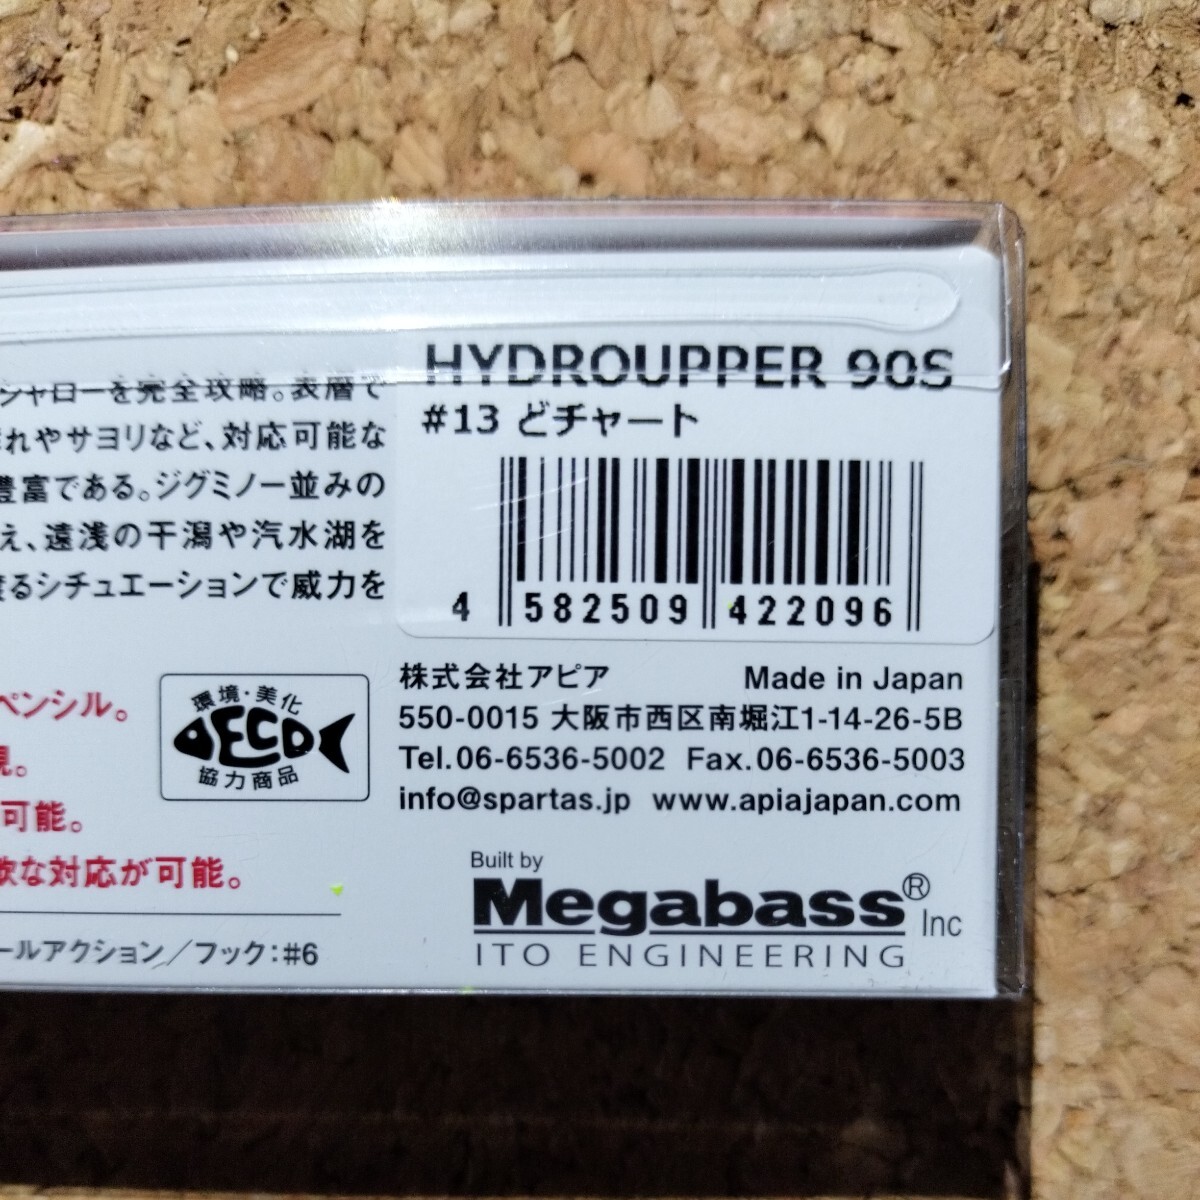 HYDROUPPER 90S
#13 どチャート
4 582509 422096
シャローを完全攻略。表層で
れやサヨリなど、対応可能な
豊富である。ジグミノー並みの
え、遠浅の干潟や汽水湖を
るシチュエーションで威力を
ペンシル。
現。
可能。
軟な対応が可能。
ールアクション/フック:#6
環境・美化
ECO
協力商品
株式会社アピア Made in Japan
550-0015 大阪市西区南堀江1-14-26-5B
Tel.06-6536-5002 Fax.06-6536-5003
info@spartas.jp www.apiajapan.com
Built by
Megabass® Inc
ITO ENGINEERING